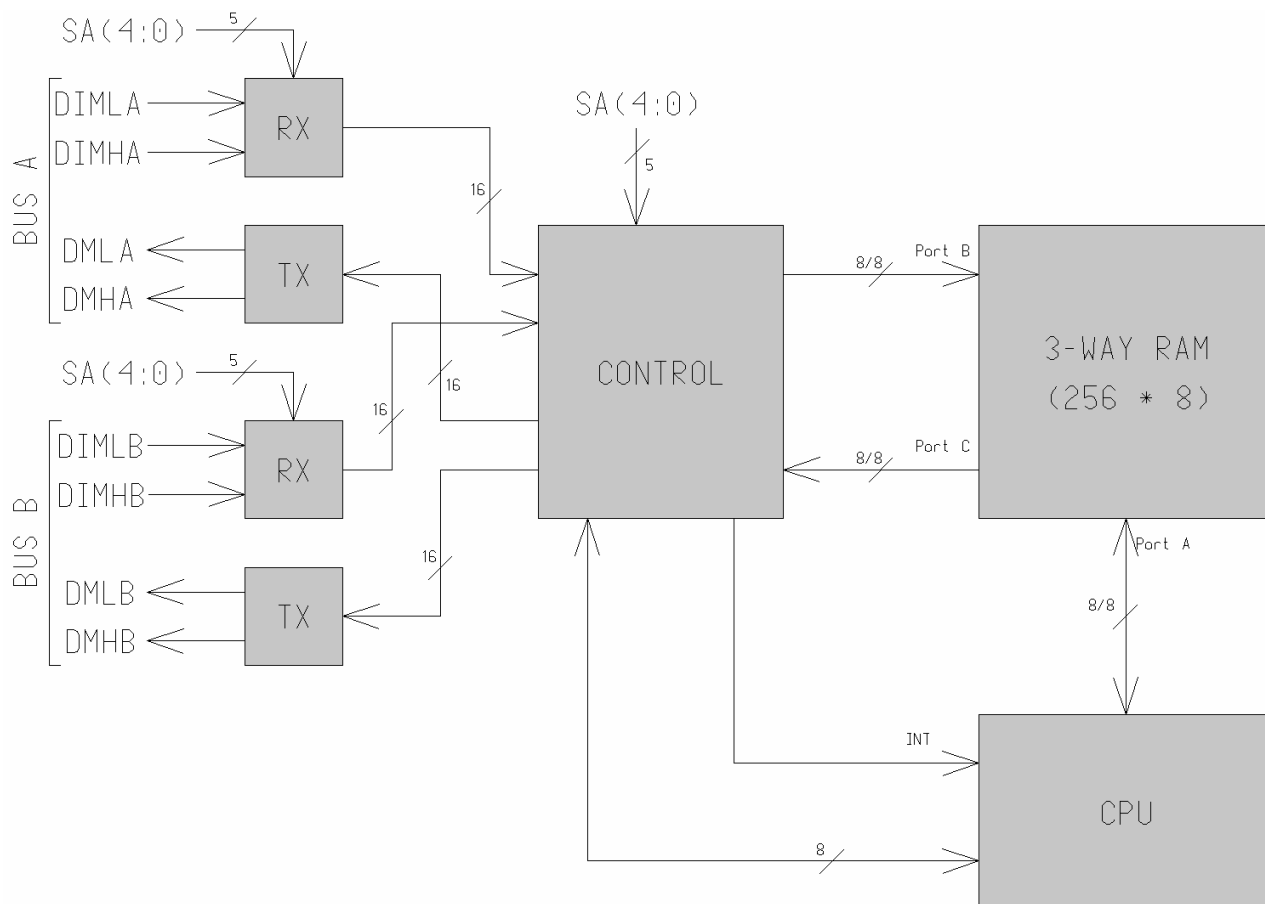 SA(4:0)
5
BUS A
DIMLA
DIMHA
RX
16
DMLA
DMHA
TX
16
SA(4:0)
5
SA(4:0)
5
BUS B
DIMLB
DIMHB
RX
16
DMLB
DMHB
TX
16
CONTROL
Port B
8/8
3-WAY RAM
(256 * 8)
Port C
8/8
Port A
8/8
INT
CPU
8